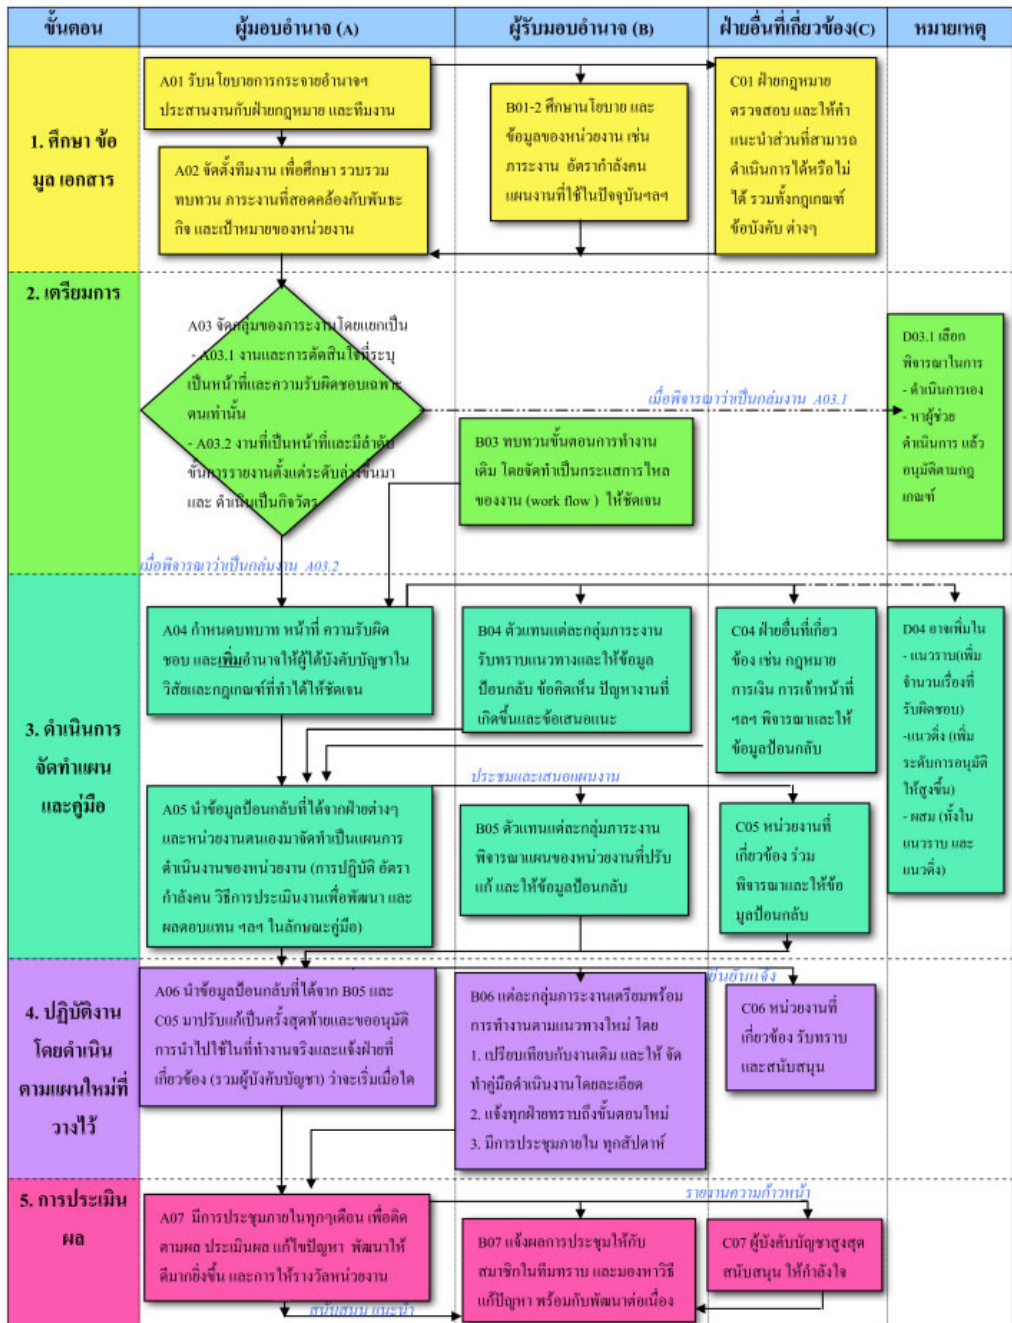 ขั้นตอน
ผู้มอบอำนาจ (A)
ผู้รับมอบอำนาจ (B)
ฝ่ายอื่นที่เกี่ยวข้อง(C)
หมายเหตุ
1. ศึกษา ข้อ
มูล เอกสาร
A01 รับนโยบายการกระจายอำนาจฯ
ประสานงานกับฝ่ายกฎหมาย และทีมงาน
A02 จัดตั้งทีมงาน เพื่อศึกษา รวบรวม
ทบทวน ภาระงานที่สอดคล้องกับพันธะ
กิจ และเป้าหมายของหน่วยงาน
B01-2 ศึกษานโยบาย และ
ข้อมูลของหน่วยงาน เช่น
ภาระงาน อัตรากำลังคน
แผนงานที่ใช้ในปัจจุบันฯลฯ
C01 ฝ่ายกฎหมาย
ตรวจสอบ และให้คำ
แนะนำส่วนที่สามารถ
ดำเนินการได้หรือไม่
ได้ รวมทั้งกฎเกณฑ์
ข้อบังคับ ต่างๆ
2. เตรียมการ
A03 จัดกลุ่มของภาระงานโดยแยกเป็น
- A03.1 งานและการตัดสินใจที่ระบุ
เป็นหน้าที่และความรับผิดชอบเฉพาะ
ตนเท่านั้น
- A03.2 งานที่เป็นหน้าที่และมีลำดับ
ขั้นการรายงานตั้งแต่ระดับล่างขึ้นมา
และ ดำเนินเป็นกิจวัตร
เมื่อพิจารณาว่าเป็นกลุ่มงาน A03.1
B03 ทบทวนขั้นตอนการทำงาน
เดิม โดยจัดทำเป็นกระแสการไหล
ของงาน (work flow ) ให้ชัดเจน
D03.1 เลือก
พิจารณาในการ
- ดำเนินการเอง
- หาผู้ช่วย
ดำเนินการ แล้ว
อนุมัติตามกฎ
เกณฑ์
เมื่อพิจารณาว่าเป็นกลุ่มงาน A03.2
3. ดำเนินการ
จัดทำแผน
และคู่มือ
A04 กำหนดบทบาท หน้าที่ ความรับผิด
ชอบ และเพิ่มอำนาจให้ผู้ใต้บังคับบัญชาใน
วิสัยและกฎเกณฑ์ที่ทำได้ให้ชัดเจน
B04 ตัวแทนแต่ละกลุ่มภาระงาน
รับทราบแนวทางและให้ข้อมูล
ป้อนกลับ ข้อคิดเห็น ปัญหางานที่
เกิดขึ้นและข้อเสนอแนะ
C04 ฝ่ายอื่นที่เกี่ยว
ข้อง เช่น กฎหมาย
การเงิน การเจ้าหน้าที่
ฯลฯ พิจารณาและให้
ข้อมูลป้อนกลับ
D04 อาจเพิ่มใน
- แนวราบ(เพิ่ม
จำนวนเรื่องที่
รับผิดชอบ)
-แนวดิ่ง (เพิ่ม
ระดับการอนุมัติ
ให้สูงขึ้น)
- ผสม (ทั้งใน
แนวราบ และ
แนวดิ่ง)
ประชุมและเสนอแผนงาน
A05 นำข้อมูลป้อนกลับที่ได้จากฝ่ายต่างๆ
และหน่วยงานตนเองมาจัดทำเป็นแผนการ
ดำเนินงานของหน่วยงาน (การปฏิบัติ อัตรา
กำลังคน วิธีการประเมินงานเพื่อพัฒนา และ
ผลตอบแทน ฯลฯ ในลักษณะคู่มือ)
B05 ตัวแทนแต่ละกลุ่มภาระงาน
พิจารณาแผนของหน่วยงานที่ปรับ
แก้ และให้ข้อมูลป้อนกลับ
C05 หน่วยงานที่
เกี่ยวข้อง ร่วม
พิจารณาและให้ข้อ
มูลป้อนกลับ
4. ปฏิบัติงาน
โดยดำเนิน
ตามแผนใหม่ที่
วางไว้
ยืนยันแจ้ง
A06 นำข้อมูลป้อนกลับที่ได้จาก B05 และ
C05 มาปรับแก้เป็นครั้งสุดท้ายและขออนุมัติ
การนำไปใช้ในที่ทำงานจริงและแจ้งฝ่ายที่
เกี่ยวข้อง (รวมผู้บังคับบัญชา) ว่าจะเริ่มเมื่อใด
B06 แต่ละกลุ่มภาระงานเตรียมพร้อม
การทำงานตามแนวทางใหม่ โดย
1. เปรียบเทียบกับงานเดิม และให้ จัด
ทำคู่มือดำเนินงานโดยละเอียด
2. แจ้งทุกฝ่ายทราบถึงขั้นตอนใหม่
3. มีการประชุมภายใน ทุกสัปดาห์
C06 หน่วยงานที่
เกี่ยวข้อง รับทราบ
และสนับสนุน
5. การประเมิน
ผล
รายงานความก้าวหน้า
A07 มีการประชุมภายในทุกๆเดือน เพื่อติด
ตามผล ประเมินผล แก้ไขปัญหา พัฒนาให้
ดีมากยิ่งขึ้น และการให้รางวัลหน่วยงาน
B07 แจ้งผลการประชุมให้กับ
สมาชิกในทีมทราบ และมองหาวิธี
แก้ปัญหา พร้อมกับพัฒนาต่อเนื่อง
C07 ผู้บังคับบัญชาสูงสุด
สนับสนุน ให้กำลังใจ
สนับสนุน แนะนำ